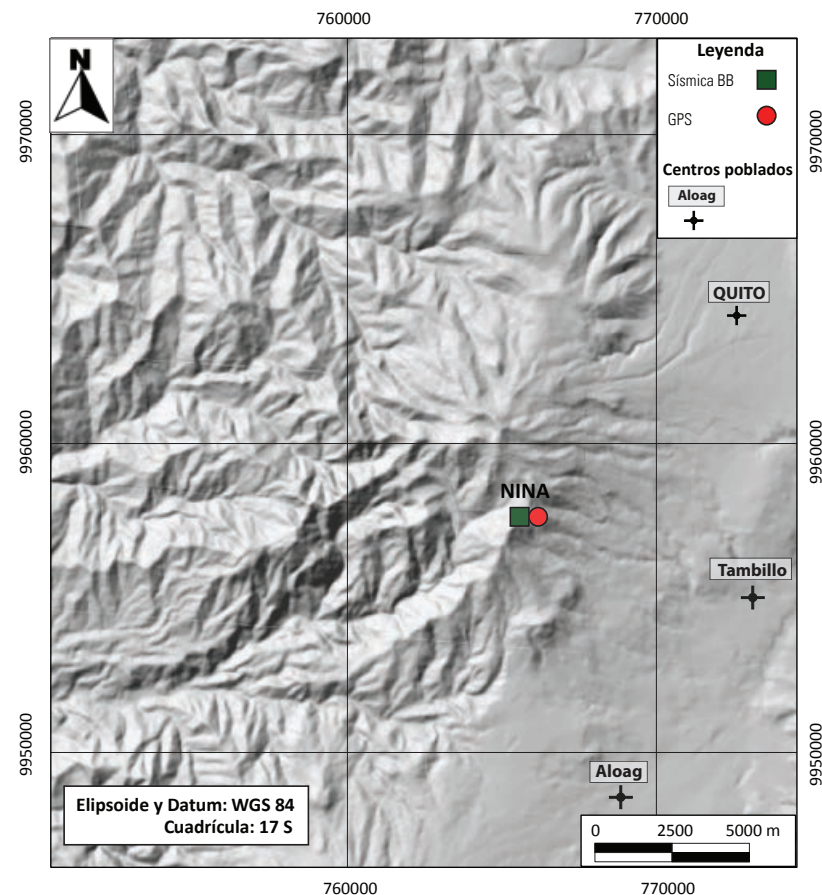 760000
770000
N
Leyenda
Sísmica BB
GPS
Centros poblados
Aloag
9970000
9970000
QUITO
9960000
9960000
NINA
Tambillo
9950000
9950000
Aloag
Elipsoide y Datum: WGS 84
Cuadrícula: 17 S
0 2500 5000 m
760000
770000